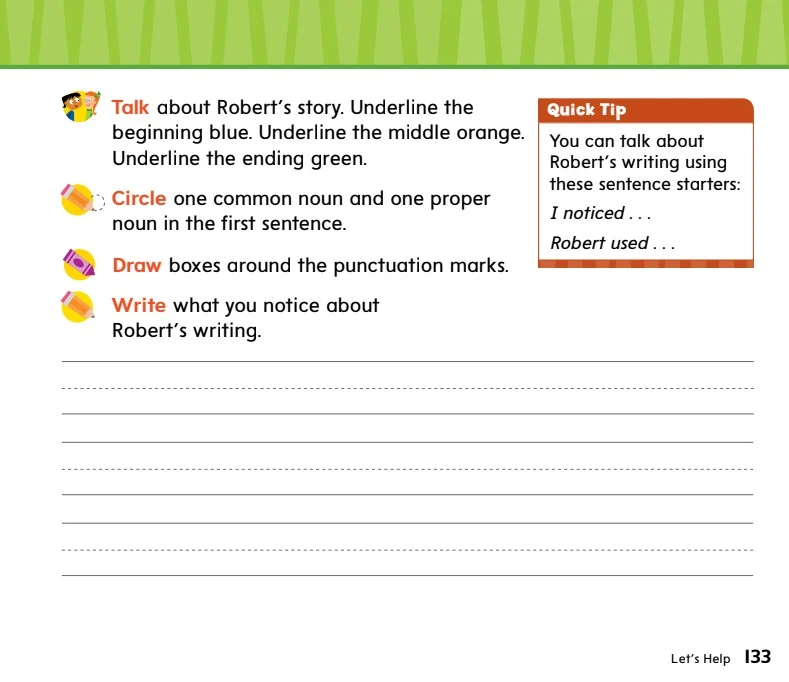 Talk about Robert's story. Underline the
beginning blue. Underline the middle orange.
Underline the ending green.
Circle one common noun and one proper
noun in the first sentence.
Draw boxes around the punctuation marks.
Write what you notice about
Robert's writing.
Quick Tip
You can talk about
Robert's writing using
these sentence starters:
I noticed . . .
Robert used . . .
Let's Help 133